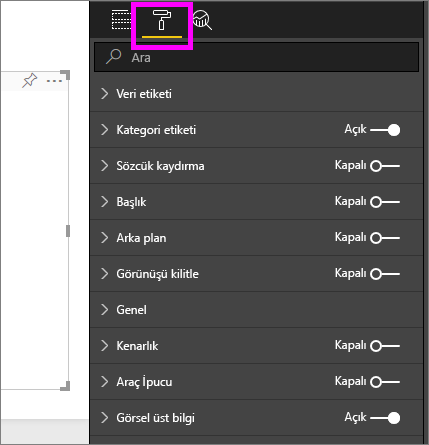 Ara
Veri etiketi
Kategori etiketi Açık
Sözcük kaydırma Kapalı
Başlık Kapalı
Arka plan Kapalı
Görünüşü kilitle Kapalı
Genel
Kenarlık Kapalı
Araç İpucu Kapalı
Görsel üst bilgi Açık